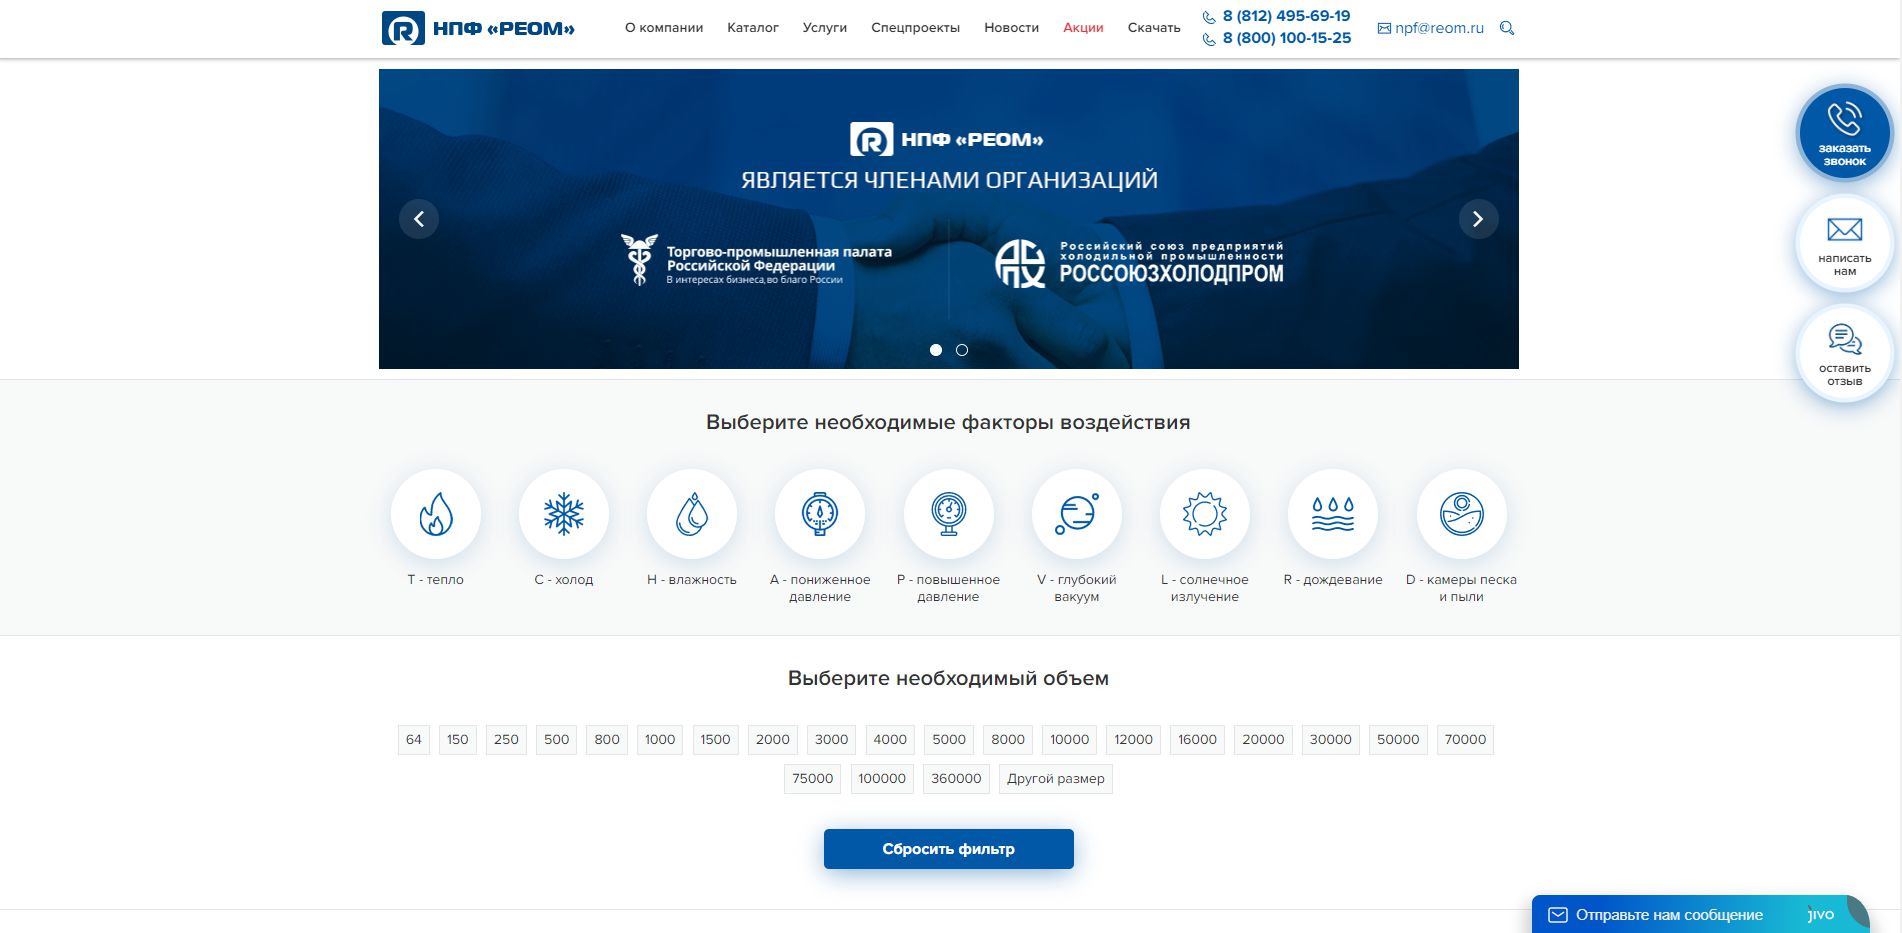 НПФ «РЕОМ»
О компании Каталог Услуги Спецпроекты Новости Акции Скачать
8 (812) 495-69-19
8 (800) 100-15-25
npf@reom.ru
НПФ «РЕОМ»
ЯВЛЯЕТСЯ ЧЛЕНАМИ ОРГАНИЗАЦИЙ
Торгово-промышленная палата
Российской Федерации
В интересах бизнеса, во благо России
Российский союз предприятий
холодильной промышленности
РОССОЮЗХОЛОДПРОМ
заказать
звонок
написать
нам
оставить
отзыв
Выберите необходимые факторы воздействия
T - тепло
C - холод
H - влажность
A - пониженное
давление
P - повышенное
давление
V - глубокий
вакуум
L - солнечное
излучение
R - дождевание
D - камеры песка
и пыли
Выберите необходимый объем
64 150 250 500 800 1000 1500 2000 3000 4000 5000 8000 10000 12000 16000 20000 30000 50000 70000
75000 100000 360000 Другой размер
Сбросить фильтр
Отправьте нам сообщение jivo